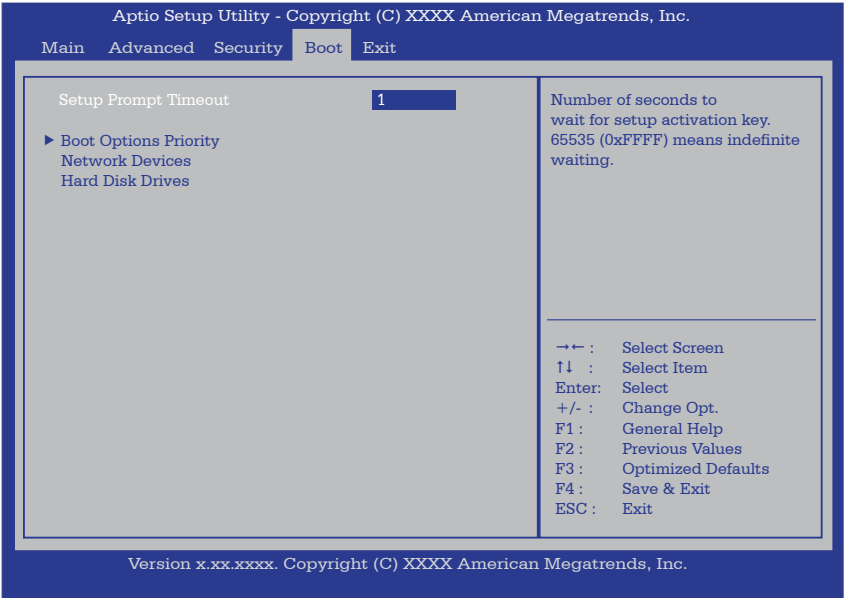 Aptio Setup Utility - Copyright (C) XXXX American Megatrends, Inc.
Main Advanced Security Boot Exit
Setup Prompt Timeout 1
▶ Boot Options Priority
Network Devices
Hard Disk Drives
Number of seconds to
wait for setup activation key.
65535 (0xFFFF) means indefinite
waiting.
→← : Select Screen
↑↓ : Select Item
Enter: Select
+/- : Change Opt.
F1 : General Help
F2 : Previous Values
F3 : Optimized Defaults
F4 : Save & Exit
ESC : Exit
Version x.xx.xxxx. Copyright (C) XXXX American Megatrends, Inc.